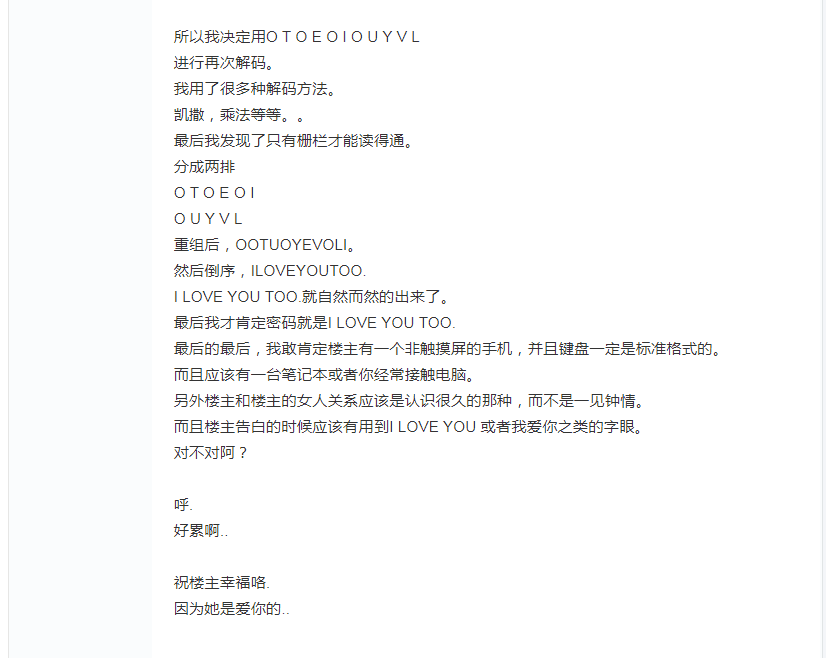 所以我决定用O T O E O I O U Y V L
进行再次解码。
我用了很多种解码方法。
凯撒，乘法等等。。
最后我发现了只有栅栏才能读得通。
分成两排
O T O E O I
O U Y V L
重组后，OOTUOYEVOLI。
然后倒序，ILOVEYOUTOO.
I LOVE YOU TOO.就自然而然的出来了。
最后我才肯定密码就是I LOVE YOU TOO.
最后的最后，我敢肯定楼主有一个非触摸屏的手机，并且键盘一定是标准格式的。
而且应该有一台笔记本或者你经常接触电脑。
另外楼主和楼主的女人关系应该是认识很久的那种，而不是一见钟情。
而且楼主告白的时候应该有用到I LOVE YOU 或者我爱你之类的字眼。
对不对阿？
呼.
好累啊..
祝楼主幸福咯.
因为她是爱你的..